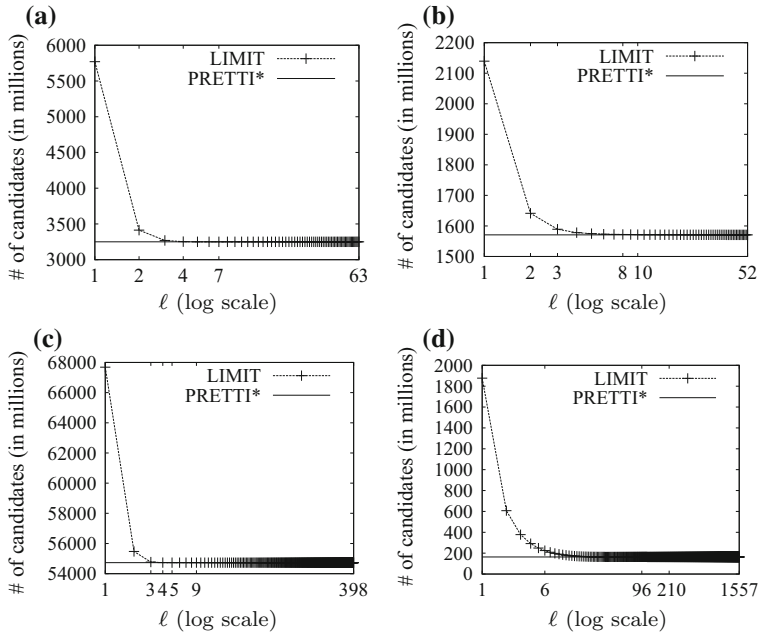 (a)
6000
5500
5000
4500
4000
3500
3000
# of candidates (in millions)
LIMIT
PRETTI*
1 2 4 7 63
ℓ (log scale)
(b)
2200
2100
2000
1900
1800
1700
1600
1500
# of candidates (in millions)
LIMIT
PRETTI*
1 2 3 8 10 52
ℓ (log scale)
(c)
68000
66000
64000
62000
60000
58000
56000
54000
# of candidates (in millions)
LIMIT
PRETTI*
1 3 4 5 9 398
ℓ (log scale)
(d)
2000
1800
1600
1400
1200
1000
800
600
400
200
0
# of candidates (in millions)
LIMIT
PRETTI*
1 6 96 210 1557
ℓ (log scale)